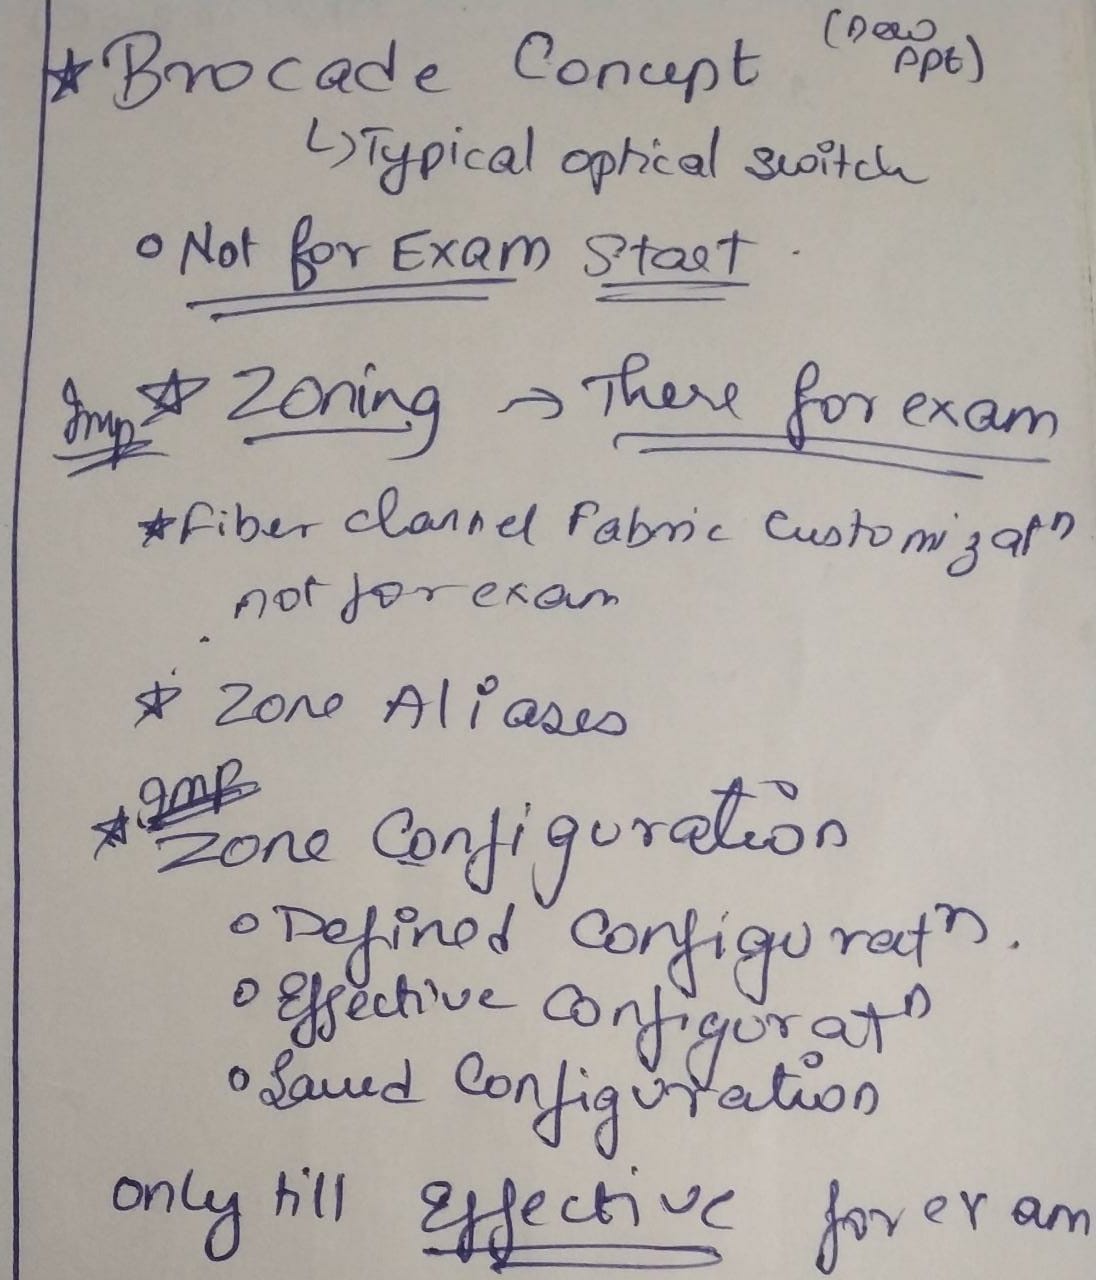 * Brocade Concept (New ppt)
↳ Typical optical switch
o Not for Exam Start.
Imp * Zoning → There for exam
* Fiber channel Fabric Customizatn
not for exam
* Zone Aliases
Imp
* Zone Configuration
o Defined Configuratn.
o Effective Configuratn
o Saved Configuration
only till Effective for exam